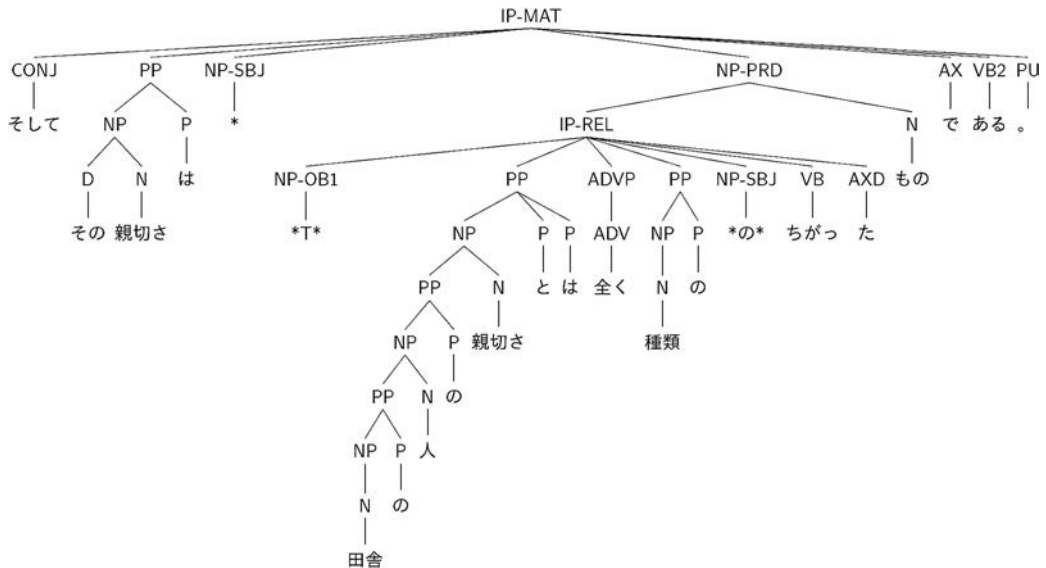 IP-MAT
CONJ PP NP-SBJ NP-PRD AX VB2 PU
そして NP P * IP-REL N で ある 。
D N は NP-OB1 PP ADVP PP NP-SBJ VB AXD もの
その 親切さ *T* NP P P ADV NP P *の* ちがっ た
PP N と は 全く N の
NP P 親切さ 種類
PP N の
NP P 人
N の
田舎